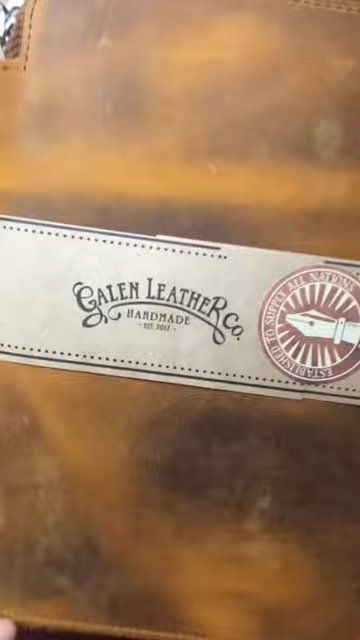 GALEN LEATHER CO.
HANDMADE
- EST. 2012 -
ESTABLISHED TO SUPPLY ALL NATIONS